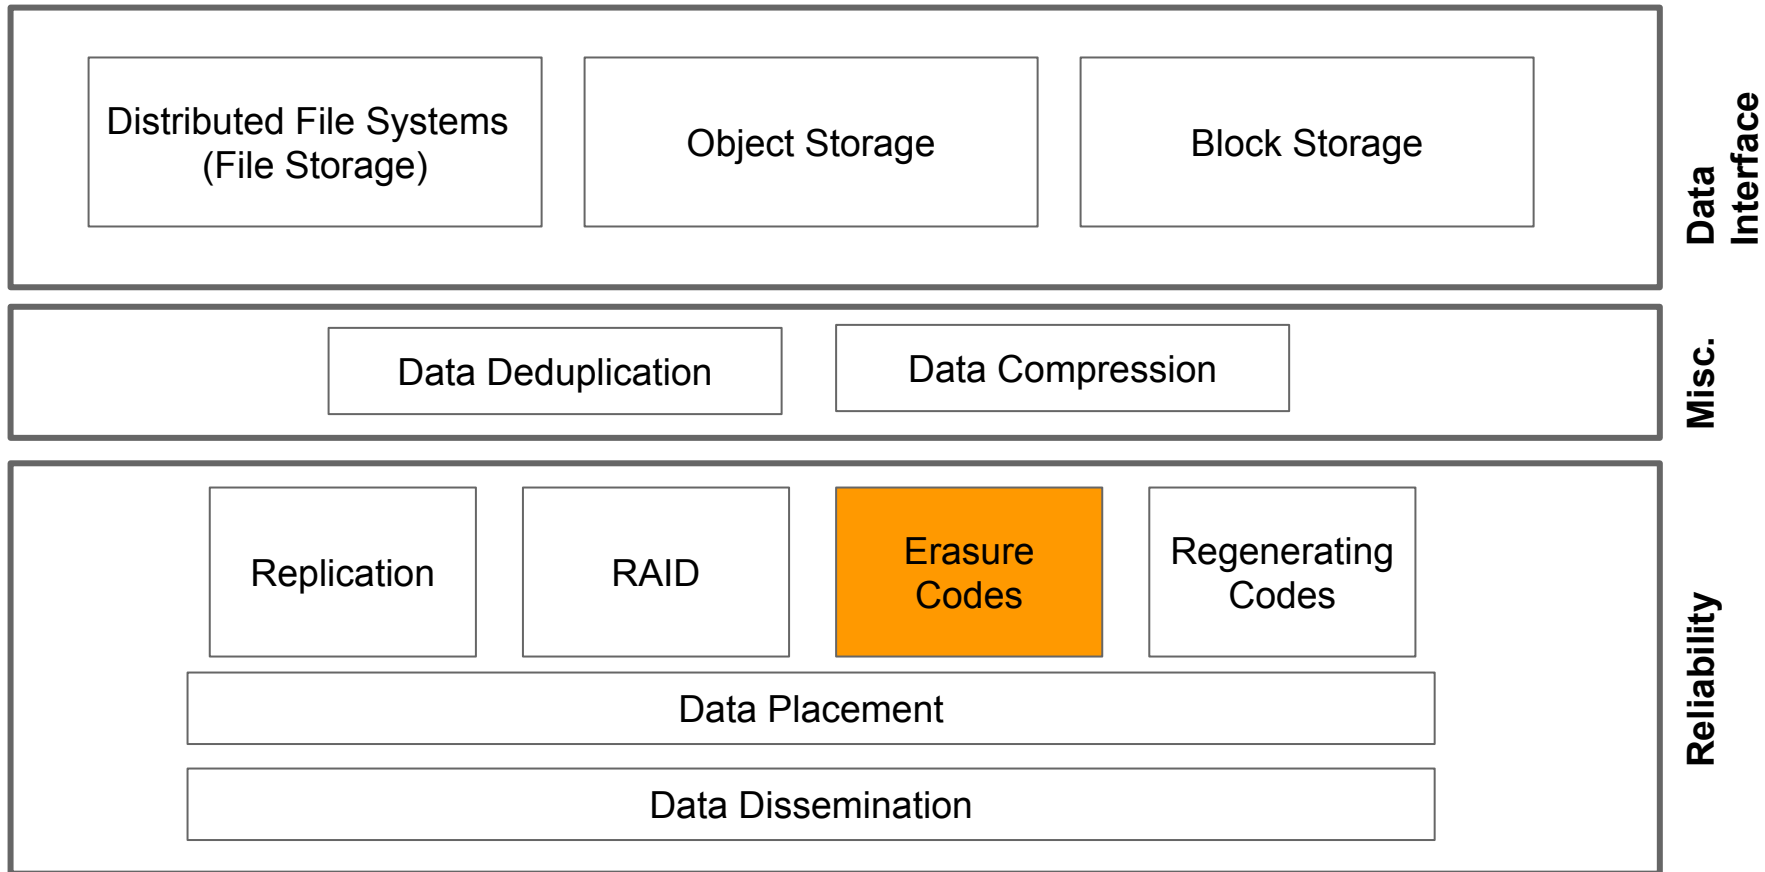 Distributed File Systems
(File Storage)
Object Storage
Block Storage
Data
Interface
Data Deduplication
Data Compression
Misc.
Replication
RAID
Erasure
Codes
Regenerating
Codes
Data Placement
Data Dissemination
Reliability